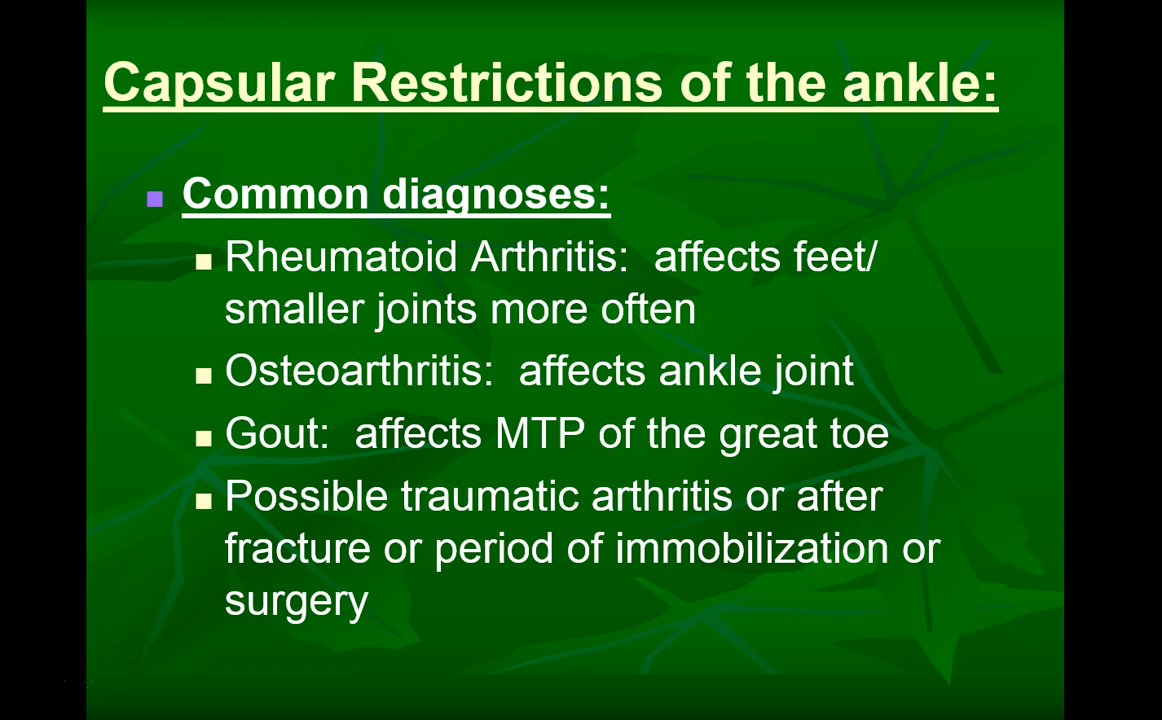 Capsular Restrictions of the ankle:
Common diagnoses:
Rheumatoid Arthritis:  affects feet/
smaller joints more often
Osteoarthritis:  affects ankle joint
Gout:  affects MTP of the great toe
Possible traumatic arthritis or after
fracture or period of immobilization or
surgery